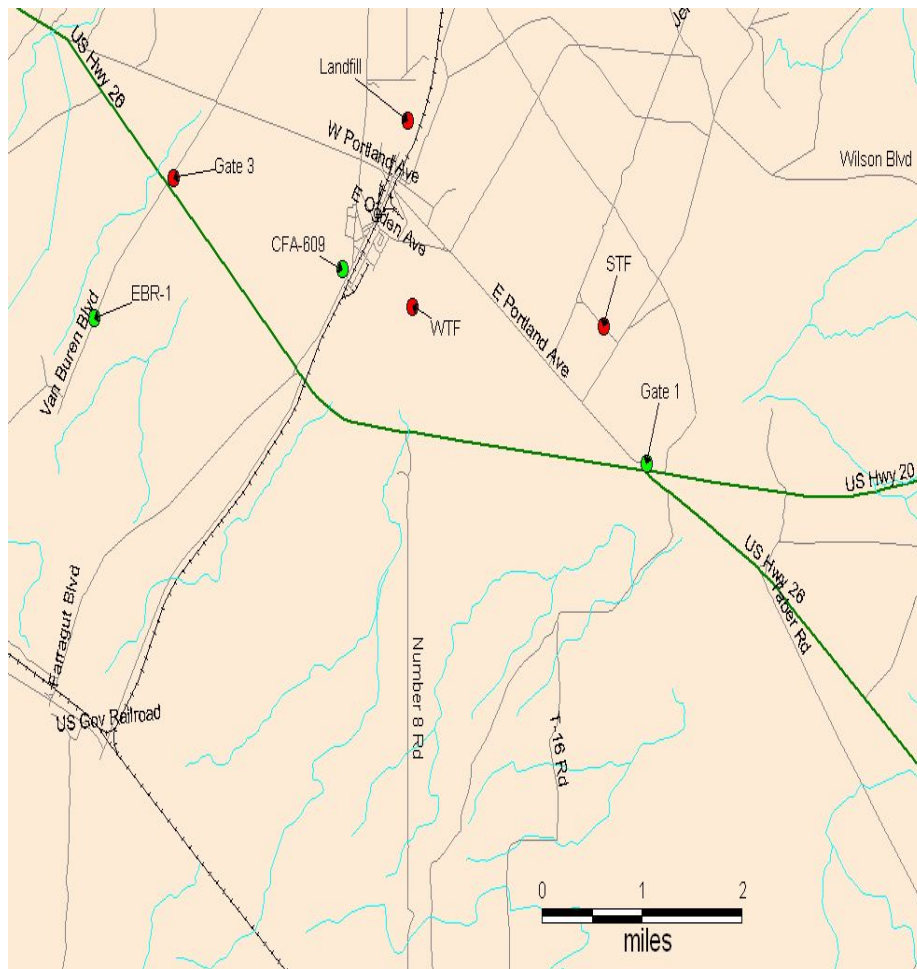 US Hwy 26
Landfill
W Portland Ave
Gate 3
Wilson Blvd
E Ogden Ave
CFA-609
STF
EBR-1
WTF
E Portland Ave
Van Buren Blvd
Gate 1
US Hwy 20
US Hwy 26
Faber Rd
Farragut Blvd
Number 8 Rd
US Gov Railroad
T-16 Rd
0 1 2
miles